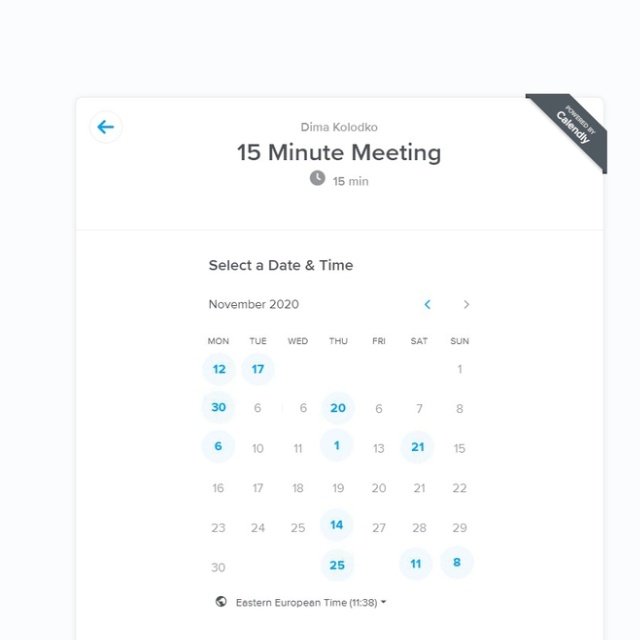 POWERED BY
Calendly
Dima Kolodko
15 Minute Meeting
15 min
Select a Date & Time
November 2020
MON TUE WED THU FRI SAT SUN
12 17 1
30 6 6 20 6 7 8
6 10 11 1 13 21 15
16 17 18 19 20 21 22
23 24 25 14 27 28 29
30 25 11 8
Eastern European Time (11:38)